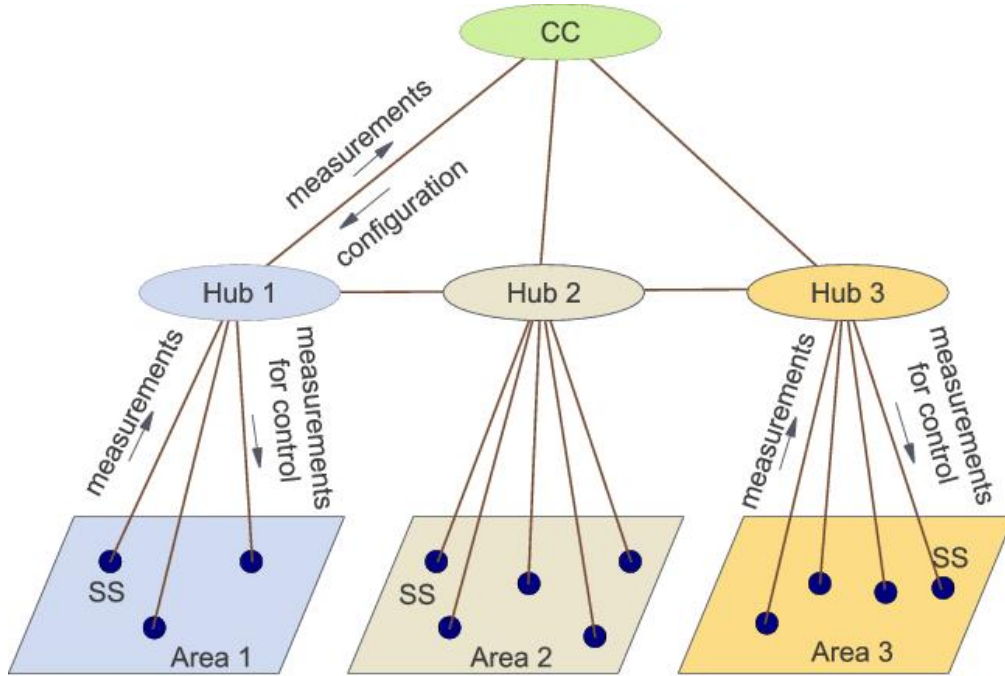 CC
measurements
configuration
Hub 1
Hub 2
Hub 3
measurements
measurements
for control
measurements
measurements
for control
SS
SS
SS
Area 1
Area 2
Area 3